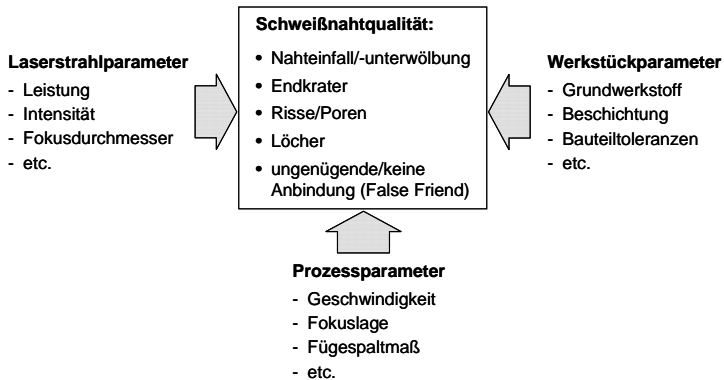 Schweißnahtqualität:
• Nahteinfall/-unterwölbung
• Endkrater
• Risse/Poren
• Löcher
• ungenügende/keine
Anbindung (False Friend)
Laserstrahlparameter
- Leistung
- Intensität
- Fokusdurchmesser
- etc.
Werkstückparameter
- Grundwerkstoff
- Beschichtung
- Bauteiltoleranzen
- etc.
Prozessparameter
- Geschwindigkeit
- Fokuslage
- Fügespaltmaß
- etc.